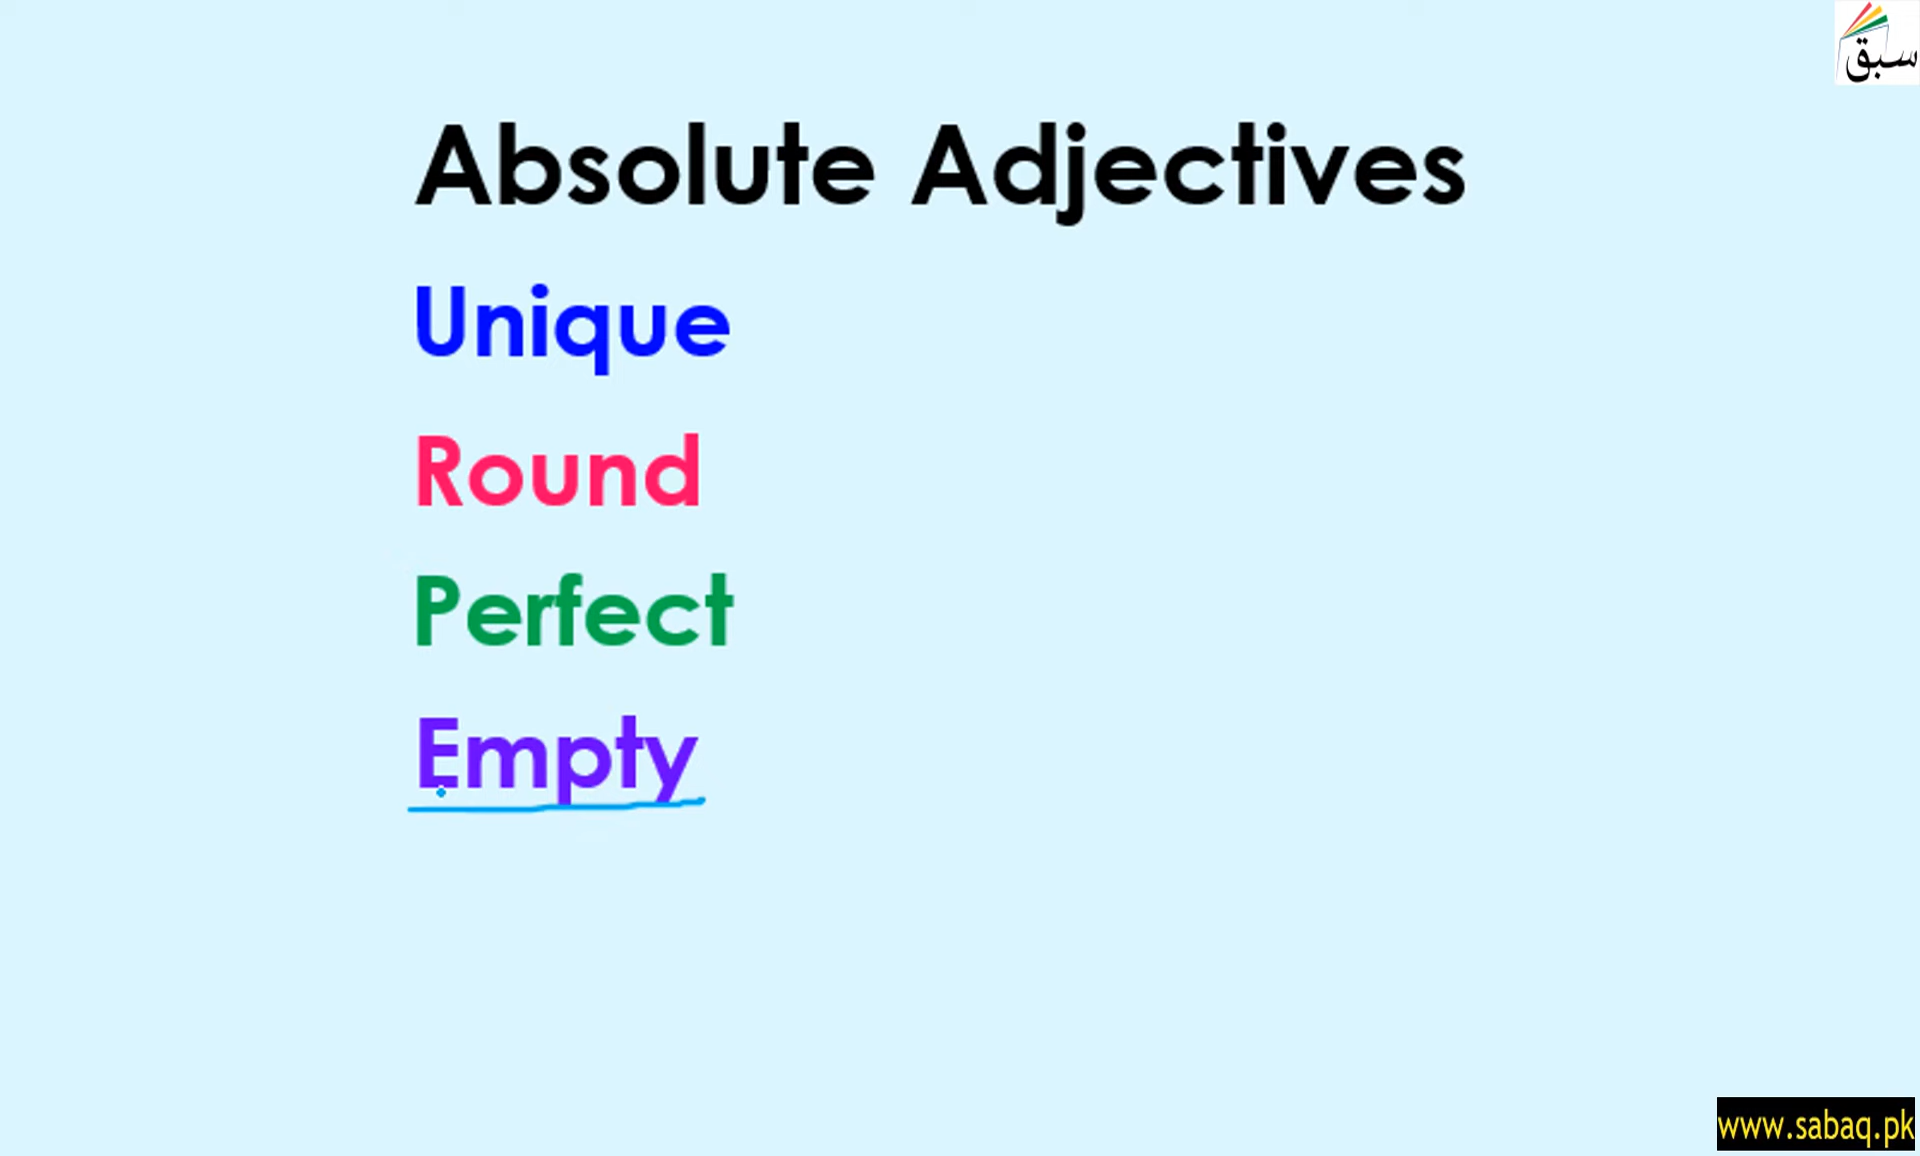 سبق
Absolute Adjectives
Unique
Round
Perfect
Empty
www.sabaq.pk